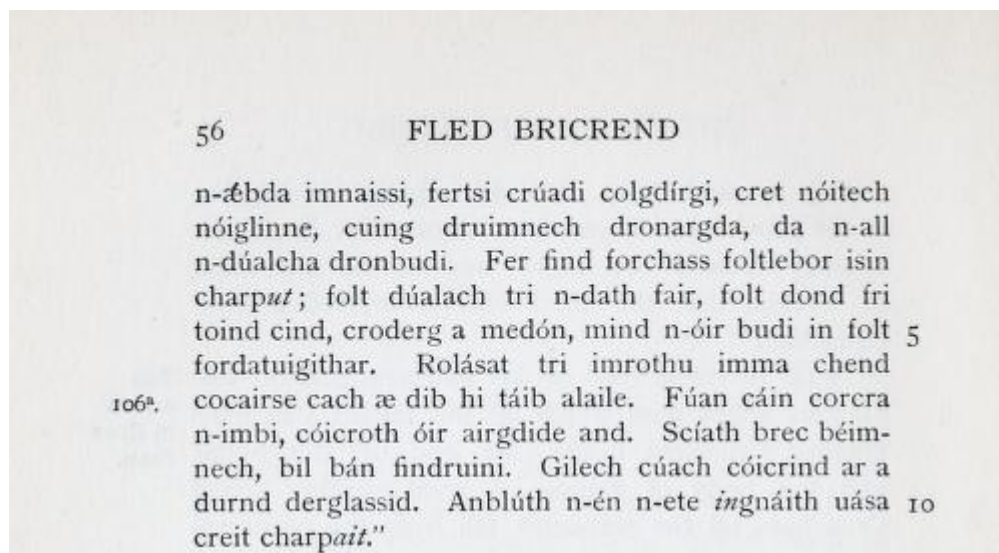 56 FLED BRICREND
n-ǽbda imnaissi, fertsi crúadi colgdírgi, cret nóitech
nóiglinne, cuing druimnech dronargda, da n-all
n-dúalcha dronbudi. Fer find forchass foltlebor isin
charput; folt dúalach tri n-dath fair, folt dond fri
toind cind, croderg a medón, mind n-óir budi in folt 5
fordatuigithar. Rolásat tri imrothu imma chend
106ᵃ. cocairse cach æ dib hi táib alaile. Fúan cáin corcra
n-imbi, cóicroth óir airgdide and. Scíath brec béim-
nech, bil bán findruini. Gilech cúach cóicrind ar a
durnd derglassid. Anblúth n-én n-ete ingnáith uása 10
creit charpait."